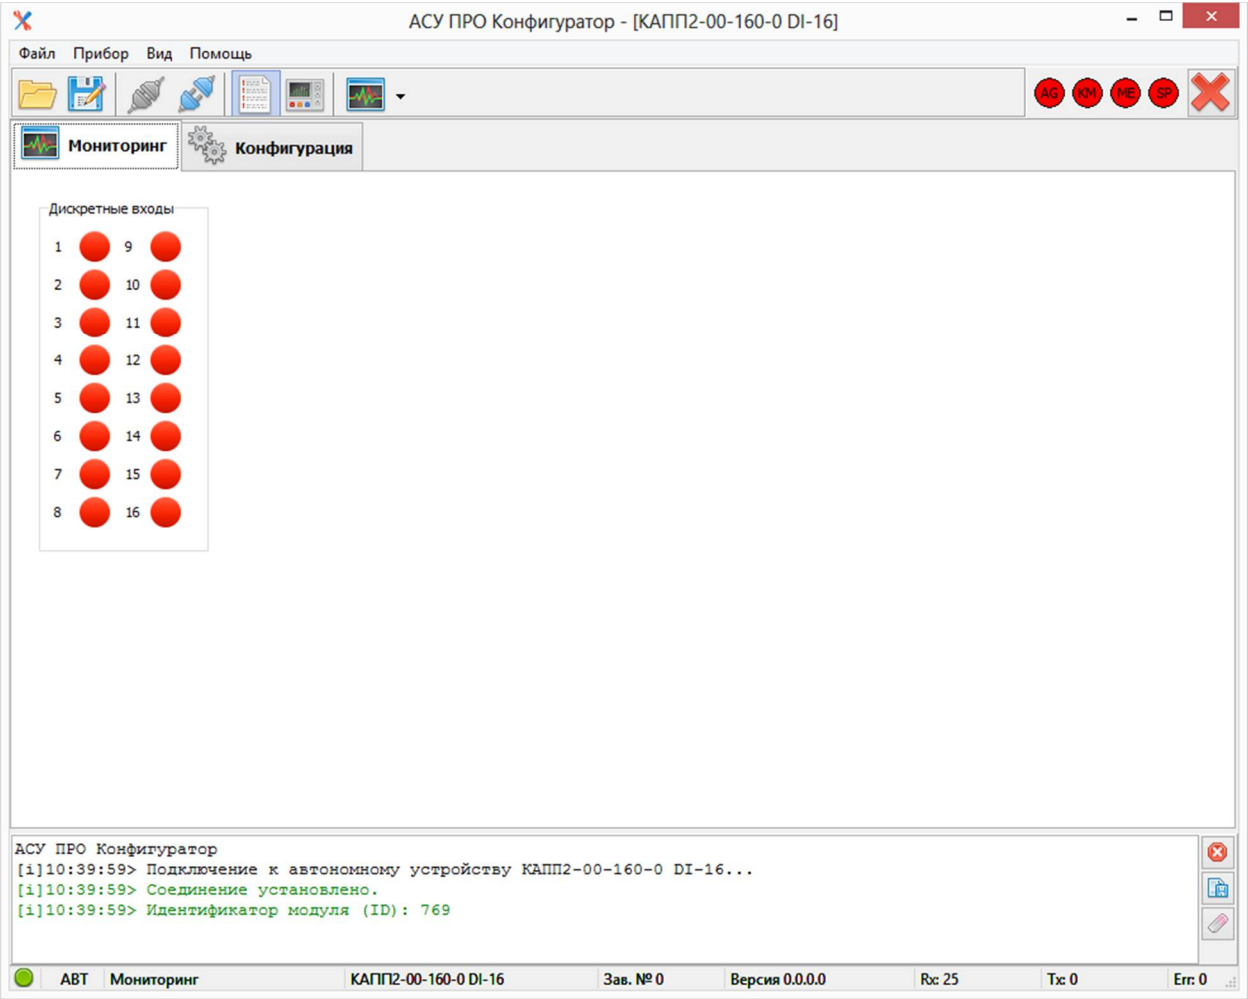 АСУ ПРО Конфигуратор - [КАПП2-00-160-0 DI-16]
Файл Прибор Вид Помощь
AG KM ME SP
Мониторинг Конфигурация
Дискретные входы
1 9
2 10
3 11
4 12
5 13
6 14
7 15
8 16
АСУ ПРО Конфигуратор
[i]10:39:59> Подключение к автономному устройству КАПП2-00-160-0 DI-16...
[i]10:39:59> Соединение установлено.
[i]10:39:59> Идентификатор модуля (ID): 769
АВТ Мониторинг КАПП2-00-160-0 DI-16 Зав. № 0 Версия 0.0.0.0 Rx: 25 Tx: 0 Err: 0